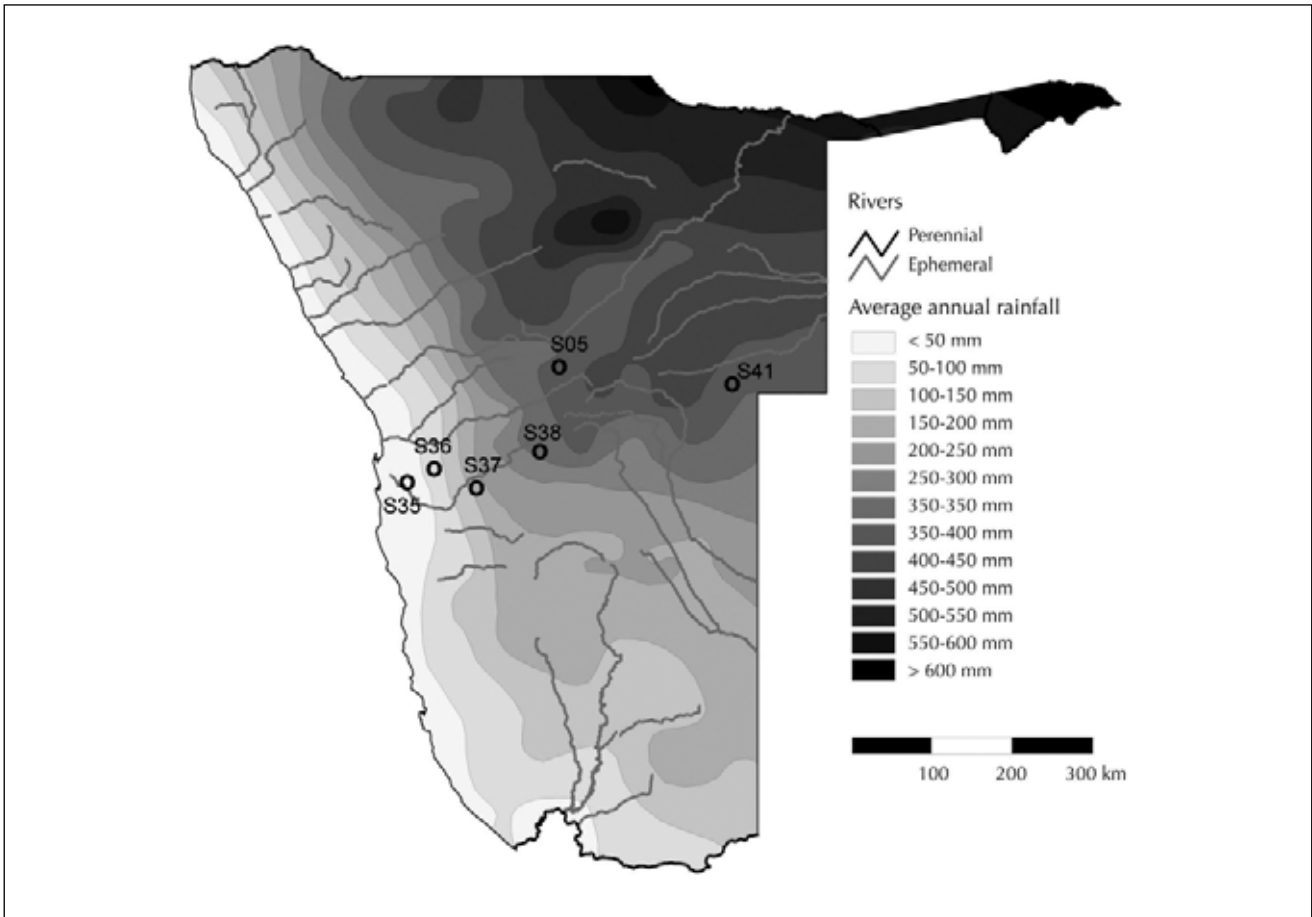 S05
S41
S38
S36
S37
S35
Rivers
Perennial
Ephemeral
Average annual rainfall
< 50 mm
50-100 mm
100-150 mm
150-200 mm
200-250 mm
250-300 mm
350-350 mm
350-400 mm
400-450 mm
450-500 mm
500-550 mm
550-600 mm
> 600 mm
100 200 300 km